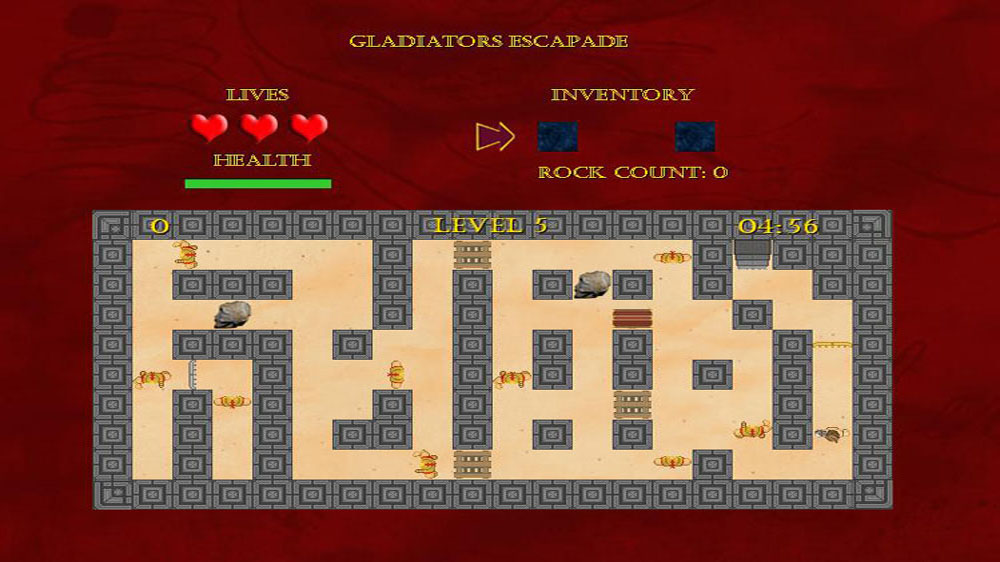 GLADIATORS ESCAPADE
LIVES
INVENTORY
HEALTH
ROCK COUNT: 0
0
LEVEL 5
04:56